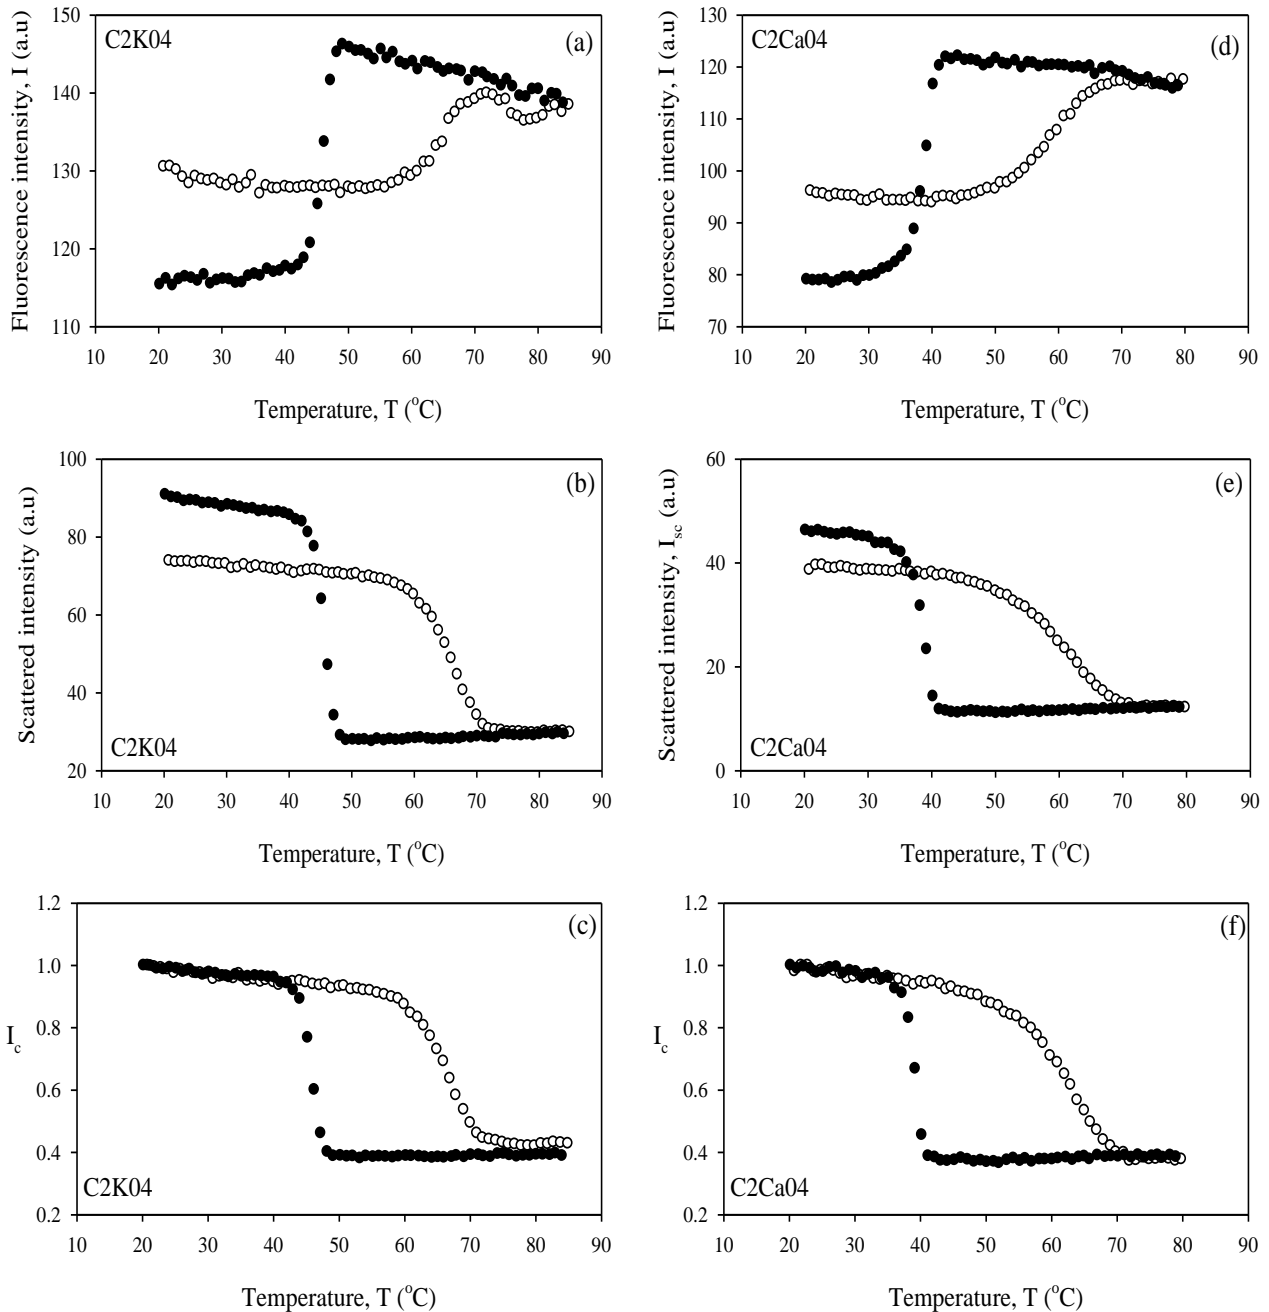 C2K04
(a)
Fluorescence intensity, I (a.u)
150
140
130
120
110
10 20 30 40 50 60 70 80 90
Temperature, T (°C)
C2Ca04
(d)
Fluorescence intensity, I (a.u)
130
120
110
100
90
80
70
10 20 30 40 50 60 70 80 90
Temperature, T (°C)
(b)
Scattered intensity (a.u)
100
80
60
40
20
C2K04
10 20 30 40 50 60 70 80 90
Temperature, T (°C)
(e)
Scattered intensity, Isc (a.u)
60
40
20
0
C2Ca04
10 20 30 40 50 60 70 80 90
Temperature, T (°C)
(c)
Ic
1.2
1.0
0.8
0.6
0.4
0.2
C2K04
10 20 30 40 50 60 70 80 90
Temperature, T (°C)
(f)
Ic
1.2
1.0
0.8
0.6
0.4
0.2
C2Ca04
10 20 30 40 50 60 70 80 90
Temperature, T (°C)